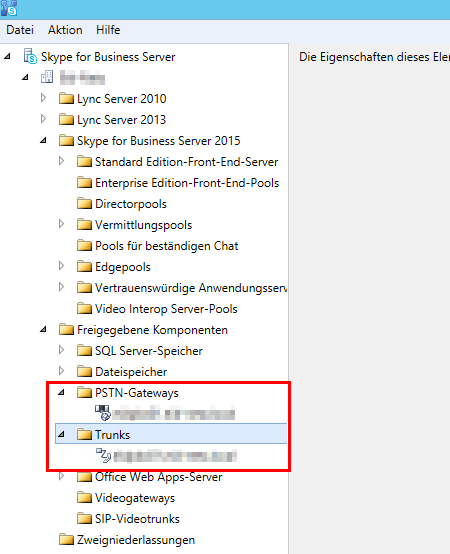 Datei Aktion Hilfe
Skype for Business Server Die Eigenschaften dieses Ele
Lync Server 2010
Lync Server 2013
Skype for Business Server 2015
Standard Edition-Front-End-Server
Enterprise Edition-Front-End-Pools
Directorpools
Vermittlungspools
Pools für beständigen Chat
Edgepools
Vertrauenswürdige Anwendungsserv
Video Interop Server-Pools
Freigegebene Komponenten
SQL Server-Speicher
Dateispeicher
PSTN-Gateways
Trunks
Office Web Apps-Server
Videogateways
SIP-Videotrunks
Zweigniederlassungen